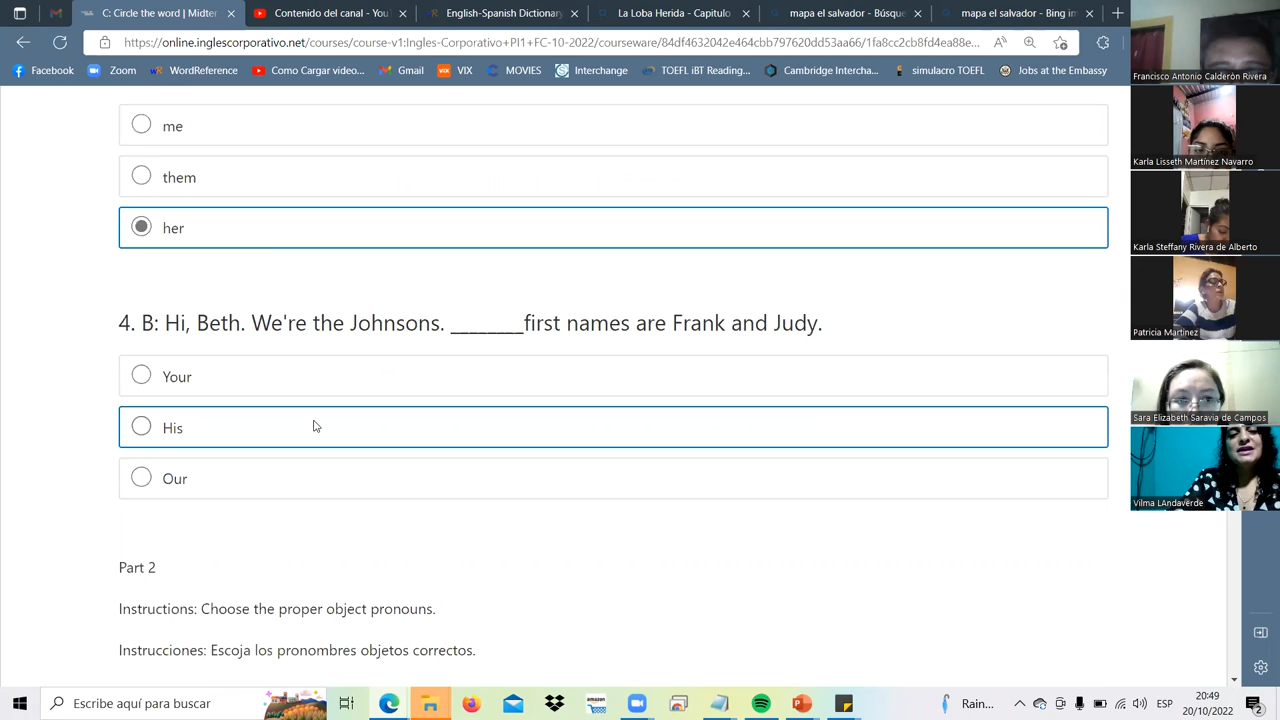 C: Circle the word | Midter
Contenido del canal - You
English-Spanish Dictionary
La Loba Herida - Capitulo
mapa el salvador - Búsque
mapa el salvador - Bing im
https://online.inglescorporativo.net/courses/course-v1:Ingles-Corporativo+PI1+FC-10-2022/courseware/84df4632042e464cbb797620dd53aa66/1fa8cc2cb8fd4ea88e...
Facebook
Zoom
WordReference
Como Cargar video...
Gmail
VIX
MOVIES
Interchange
TOEFL iBT Reading...
Cambridge Intercha...
simulacro TOEFL
Jobs at the Embassy
Francisco Antonio Calderón Rivera
me
Karla Lisseth Martínez Navarro
them
her
Karla Steffany Rivera de Alberto
4. B: Hi, Beth. We're the Johnsons. ________first names are Frank and Judy.
Patricia Martinez
Your
His
Sara Elizabeth Saravia de Campos
Our
Vilma LAndaverde
Part 2
Instructions: Choose the proper object pronouns.
Instrucciones: Escoja los pronombres objetos correctos.
Escribe aquí para buscar
amazon
Rain...
ESP
20:49
20/10/2022
2